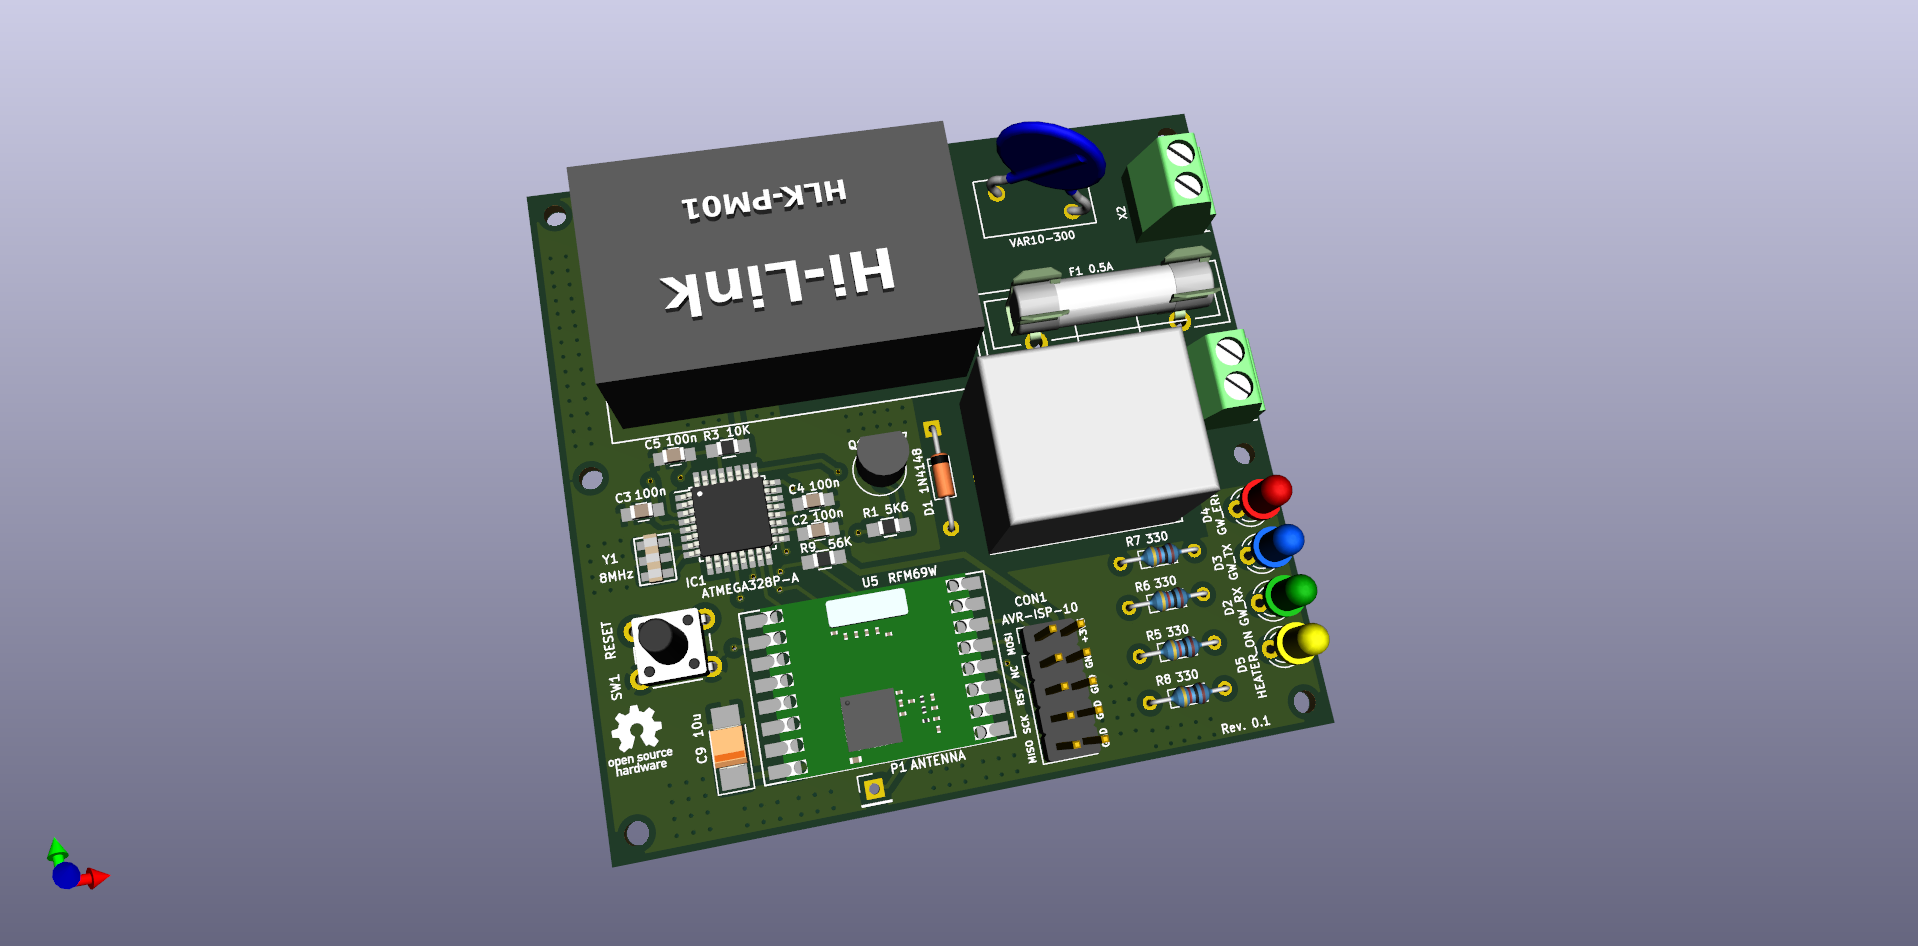 HLK-PM01
Hi-Link
VAR10-300
X2
F1 0.5A
C5 100n
R3 10K
C3 100n
C4 100n
C2 100n
R1 5K6
R9 56K
D1 1N4148
Y1
8MHz
IC1
ATMEGA328P-A
U5 RFM69W
RESET
SW1
C9 10u
open source
hardware
P1 ANTENNA
CON1
AVR-ISP-10
MOSI
NC
RST
SCK
MISO
GND
GND
R7 330
R6 330
R5 330
R8 330
D4
D3
GW_TX
D2
GW_RX
D5
HEATER_ON
Rev. 0.1